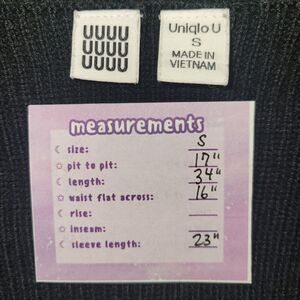 UUUU
UUUU
UUUU
Uniqlo U
S
MADE IN
VIETNAM
measurements
size: S
pit to pit: 17"
length: 34"
waist flat across: 16"
rise:
inseam:
sleeve length: 23"